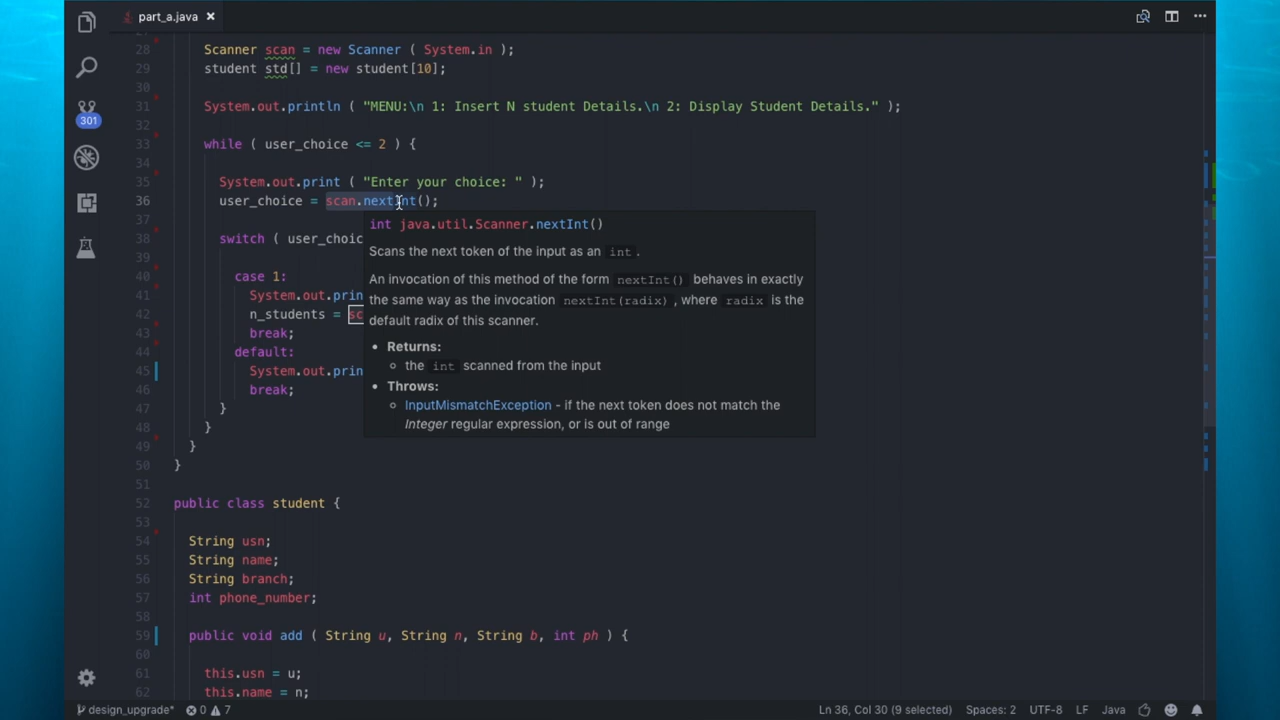 part_a.java
301
27
28 Scanner scan = new Scanner ( System.in );
29 student std[] = new student[10];
30
31 System.out.println ( "MENU:\n 1: Insert N student Details.\n 2: Display Student Details." );
32
33 while ( user_choice <= 2 ) {
34
35 System.out.print ( "Enter your choice: " );
36 user_choice = scan.nextInt();
37
38 switch ( user_choic
39
40 case 1:
41 System.out.prin
42 n_students = sc
43 break;
44 default:
45 System.out.prin
46 break;
47 }
48 }
49 }
50 }
51
52 public class student {
53
54 String usn;
55 String name;
56 String branch;
57 int phone_number;
58
59 public void add ( String u, String n, String b, int ph ) {
60
61 this.usn = u;
62 this.name = n;
int java.util.Scanner.nextInt()
Scans the next token of the input as an int .
An invocation of this method of the form nextInt() behaves in exactly
the same way as the invocation nextInt(radix) , where radix is the
default radix of this scanner.
• Returns:
the int scanned from the input
• Throws:
InputMismatchException - if the next token does not match the
Integer regular expression, or is out of range
design_upgrade* 0 7 Ln 36, Col 30 (9 selected) Spaces: 2 UTF-8 LF Java